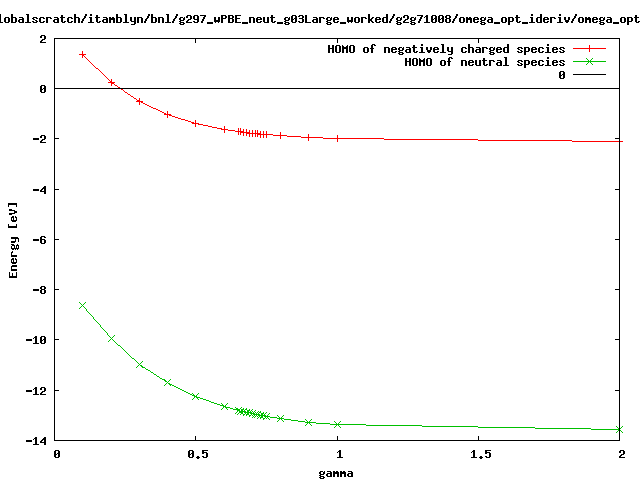 lobalscratch/itamblyn/bnl/g297_wPBE_neut_g03Large_worked/g2g71008/omega_opt_ideriv/omega_opt
HOMO of negatively charged species
HOMO of neutral species
0
2
0
-2
-4
-6
-8
-10
-12
-14
Energy [eV]
0 0.5 1 1.5 2
gamma